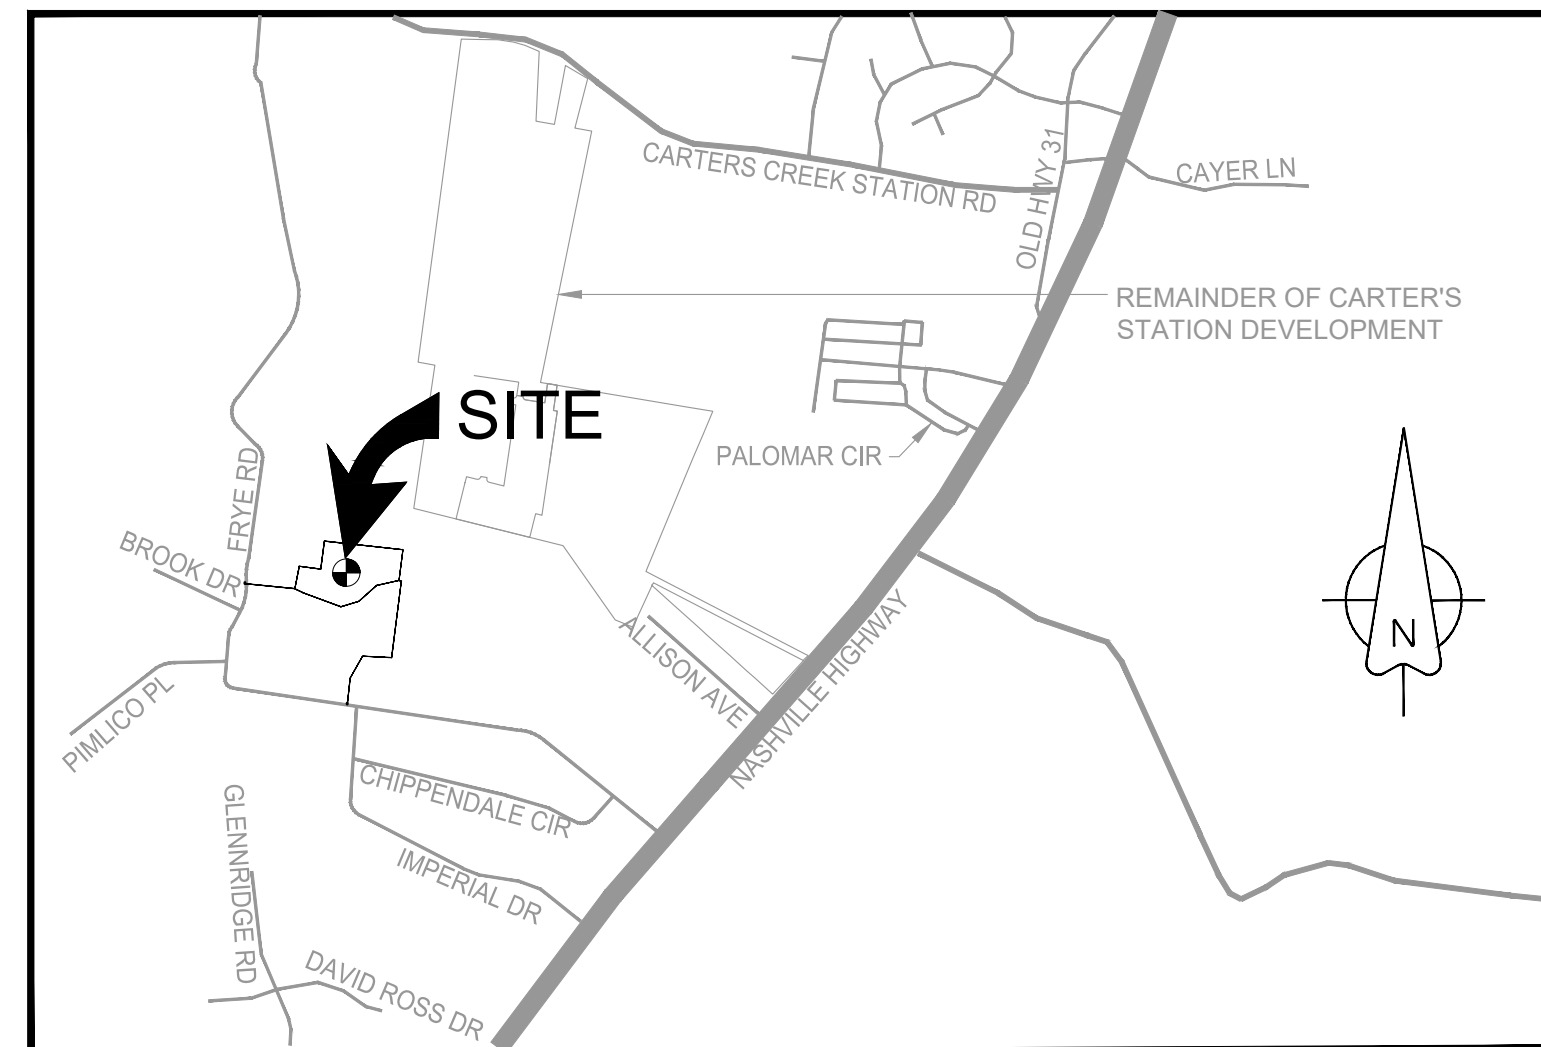 CARTERS CREEK STATION RD
OLD HWY 31
CAYER LN
REMAINDER OF CARTER'S
STATION DEVELOPMENT
SITE
PALOMAR CIR
FRYE RD
BROOK DR
N
ALLISON AVE
NASHVILLE HIGHWAY
PIMLICO PL
CHIPPENDALE CIR
GLENNRIDGE RD
IMPERIAL DR
DAVID ROSS DR